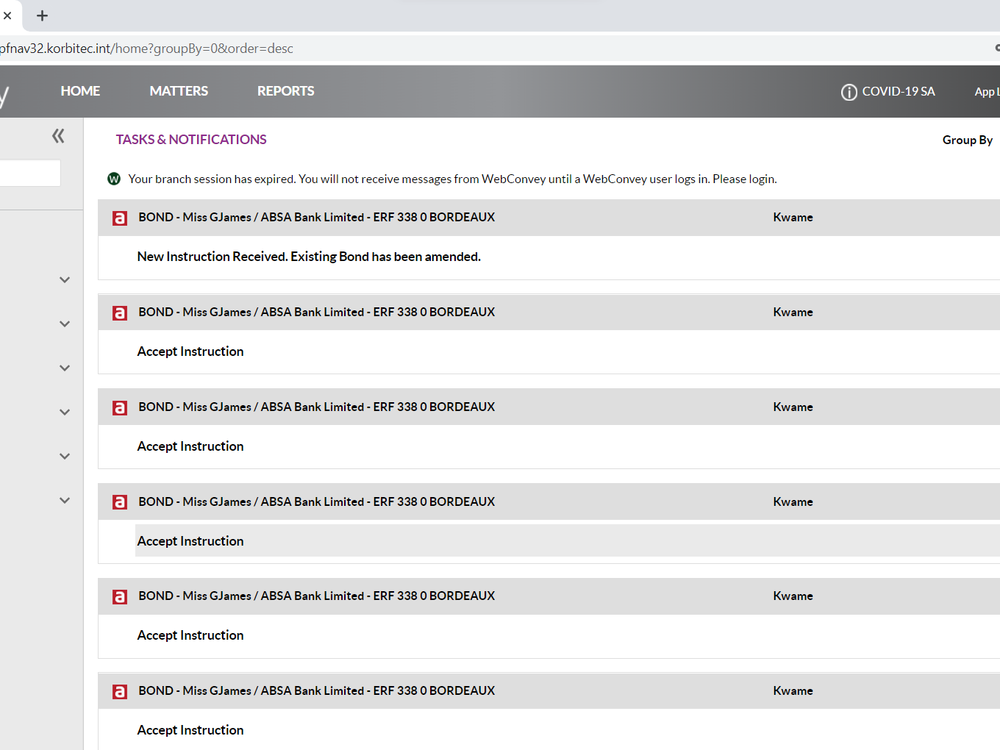 pfnav32.korbitec.int/home?groupBy=0&order=desc
y HOME MATTERS REPORTS COVID-19 SA App L
TASKS & NOTIFICATIONS Group By
Your branch session has expired. You will not receive messages from WebConvey until a WebConvey user logs in. Please login.
a BOND - Miss GJames / ABSA Bank Limited - ERF 338 0 BORDEAUX Kwame
New Instruction Received. Existing Bond has been amended.
a BOND - Miss GJames / ABSA Bank Limited - ERF 338 0 BORDEAUX Kwame
Accept Instruction
a BOND - Miss GJames / ABSA Bank Limited - ERF 338 0 BORDEAUX Kwame
Accept Instruction
a BOND - Miss GJames / ABSA Bank Limited - ERF 338 0 BORDEAUX Kwame
Accept Instruction
a BOND - Miss GJames / ABSA Bank Limited - ERF 338 0 BORDEAUX Kwame
Accept Instruction
a BOND - Miss GJames / ABSA Bank Limited - ERF 338 0 BORDEAUX Kwame
Accept Instruction